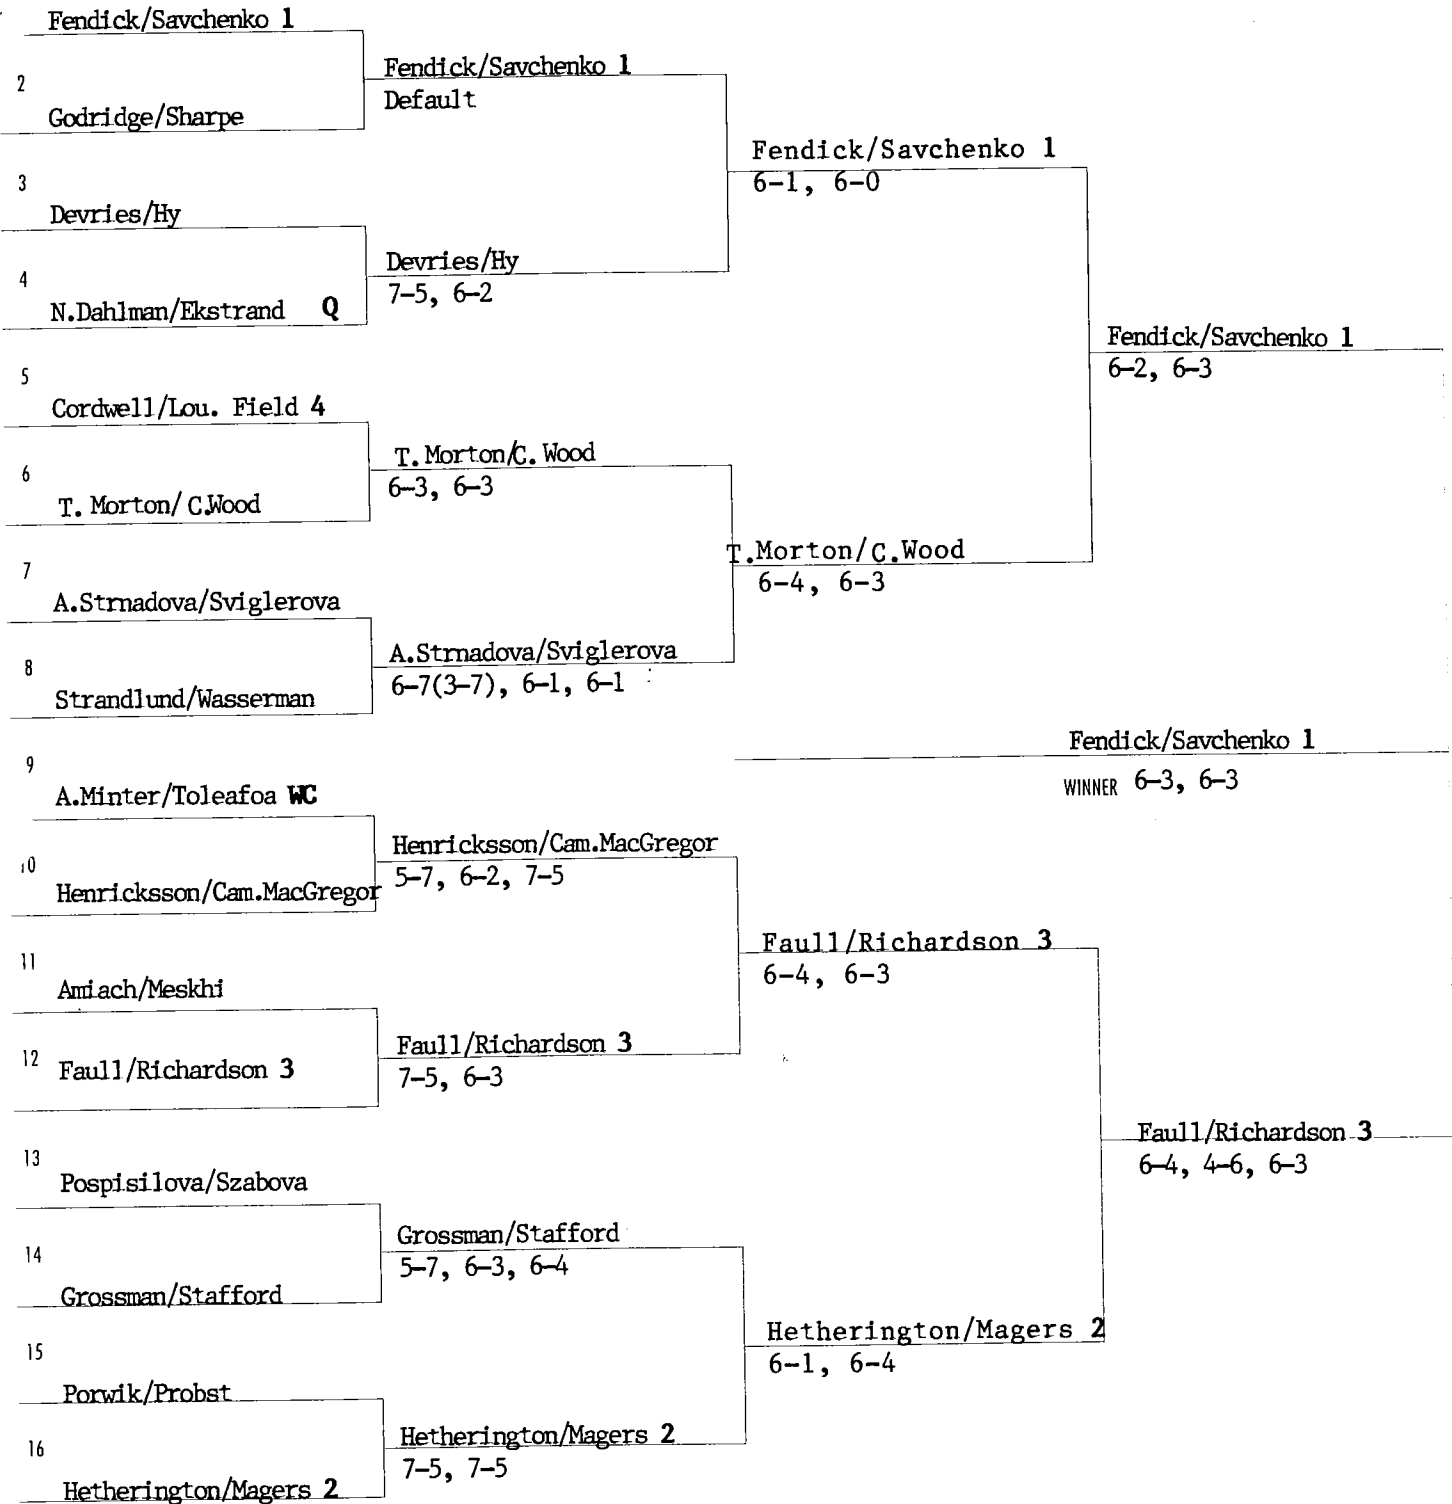 Fendick/Savchenko 1
2
Godridge/Sharpe
3
Devries/Hy
4
N.Dahlman/Ekstrand Q
5
Cordwell/Lou. Field 4
6
T. Morton/ C.Wood
7
A.Strnadova/Sviglerova
8
Strandlund/Wasserman
9
A.Minter/Toleafoa WC
10
Henricksson/Cam.MacGregor
11
Amiach/Meskhi
12
Faull/Richardson 3
13
Pospisilova/Szabova
14
Grossman/Stafford
15
Porwik/Probst
16
Hetherington/Magers 2
Fendick/Savchenko 1
Default
Devries/Hy
7-5, 6-2
T. Morton/C. Wood
6-3, 6-3
A.Strnadova/Sviglerova
6-7(3-7), 6-1, 6-1
Henricksson/Cam.MacGregor
5-7, 6-2, 7-5
Faull/Richardson 3
7-5, 6-3
Grossman/Stafford
5-7, 6-3, 6-4
Hetherington/Magers 2
7-5, 7-5
Fendick/Savchenko 1
6-1, 6-0
T.Morton/C.Wood
6-4, 6-3
Faull/Richardson 3
6-4, 6-3
Hetherington/Magers 2
6-1, 6-4
Fendick/Savchenko 1
6-2, 6-3
Faull/Richardson 3
6-4, 4-6, 6-3
Fendick/Savchenko 1
WINNER 6-3, 6-3